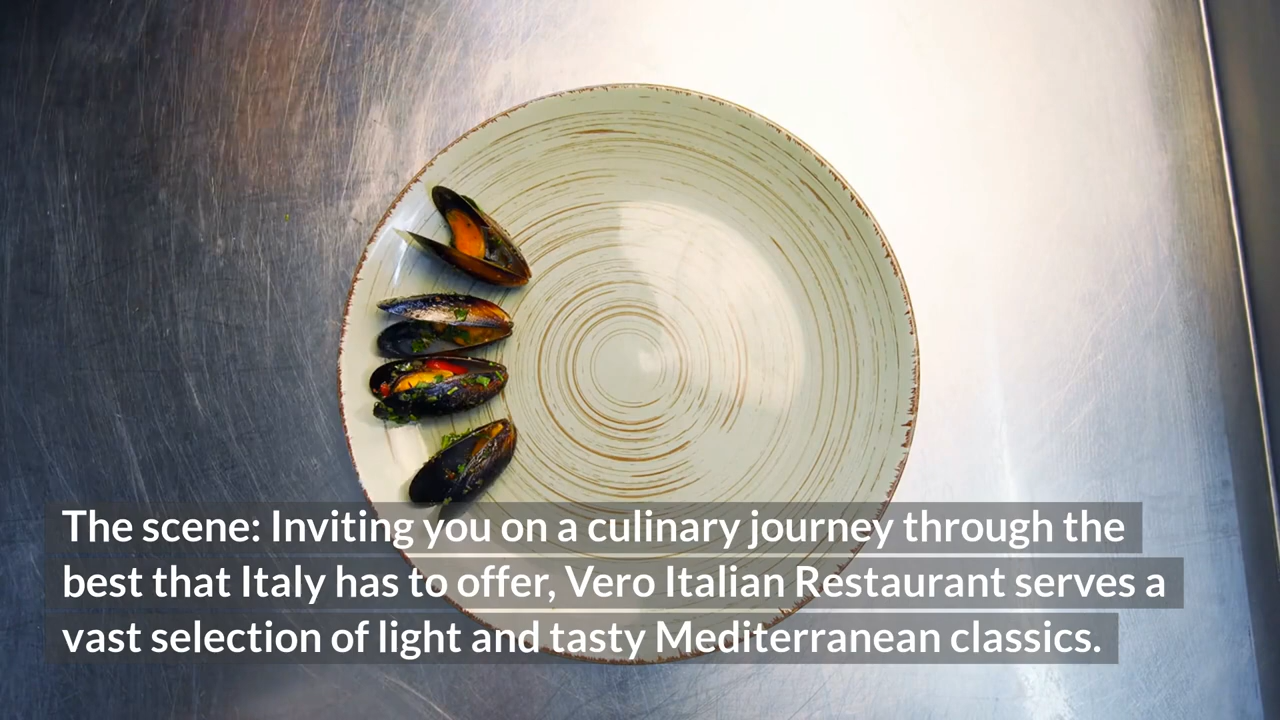 The scene: Inviting you on a culinary journey through the
best that Italy has to offer, Vero Italian Restaurant serves a
vast selection of light and tasty Mediterranean classics.